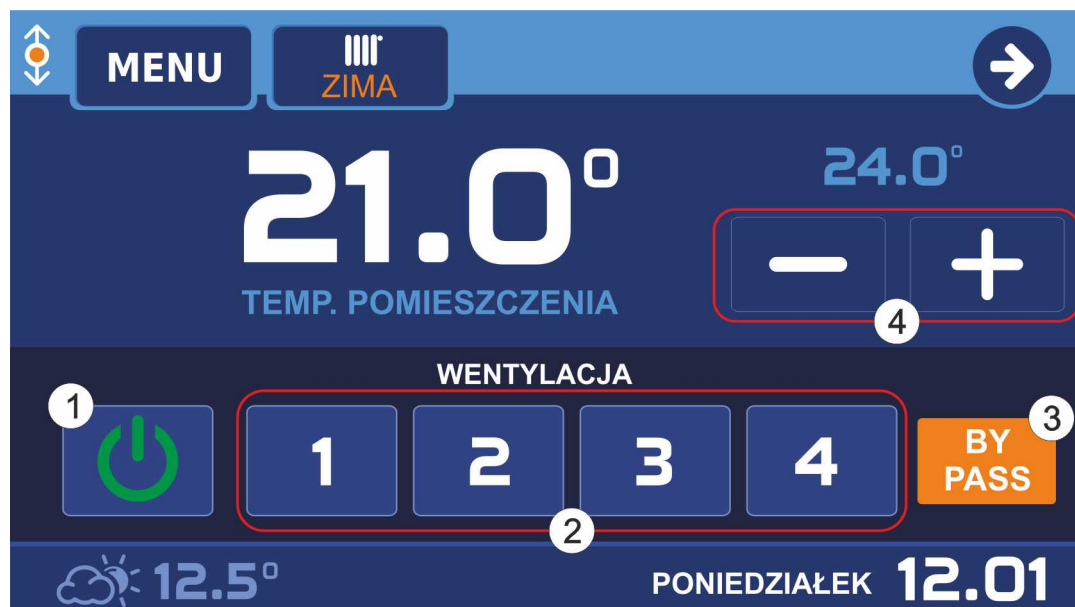 MENU
ZIMA
21.0°
24.0°
TEMP. POMIESZCZENIA
4
WENTYLACJA
1
1
2
3
4
BY
PASS
3
2
12.5°
PONIEDZIAŁEK 12.01